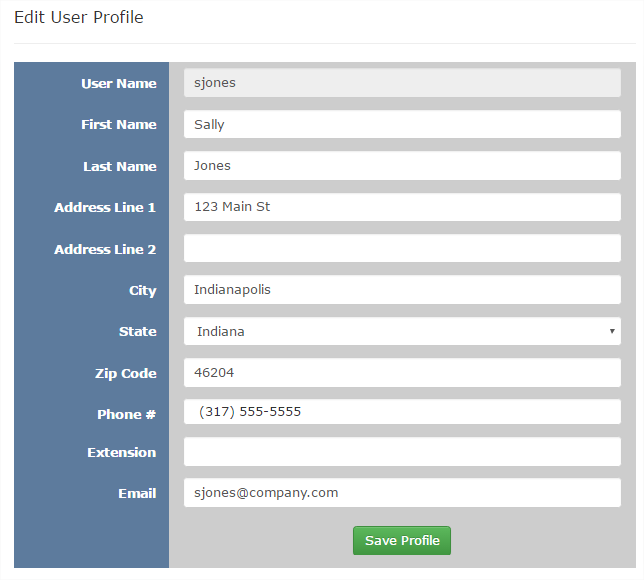 Edit User Profile
User Name sjones
First Name Sally
Last Name Jones
Address Line 1 123 Main St
Address Line 2
City Indianapolis
State Indiana
Zip Code 46204
Phone # (317) 555-5555
Extension
Email sjones@company.com
Save Profile